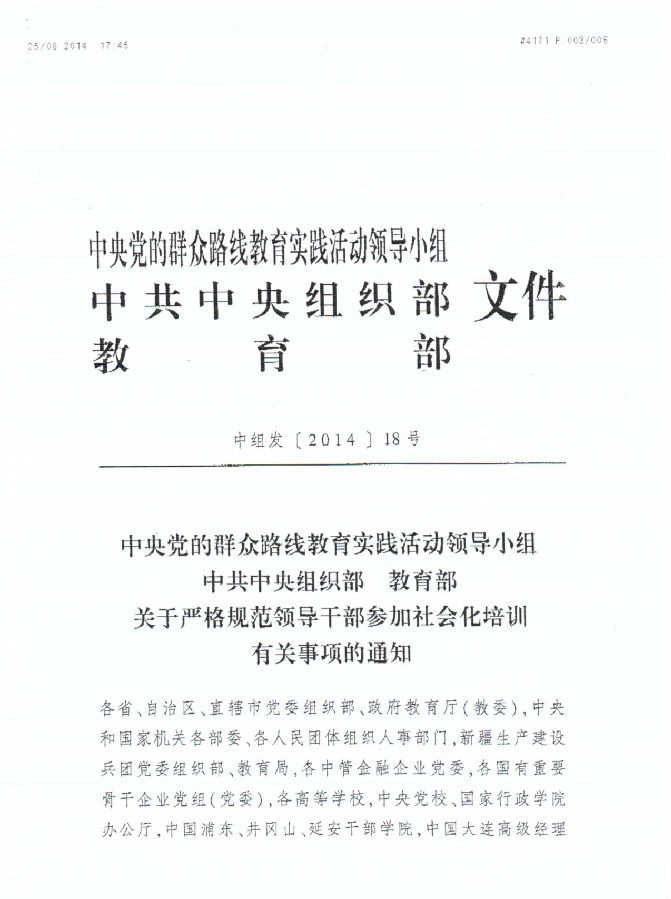 25/08 2014 17:45 #4171 P.003/006
中央党的群众路线教育实践活动领导小组
中共中央组织部 文件
教育部
中组发〔2014〕18号
中央党的群众路线教育实践活动领导小组
中共中央组织部 教育部
关于严格规范领导干部参加社会化培训
有关事项的通知
各省、自治区、直辖市党委组织部、政府教育厅(教委),中央
和国家机关各部委、各人民团体组织人事部门,新疆生产建设
兵团党委组织部、教育局,各中管金融企业党委,各国有重要
骨干企业党组(党委),各高等学校,中央党校、国家行政学院
办公厅,中国浦东、井冈山、延安干部学院,中国大连高级经理